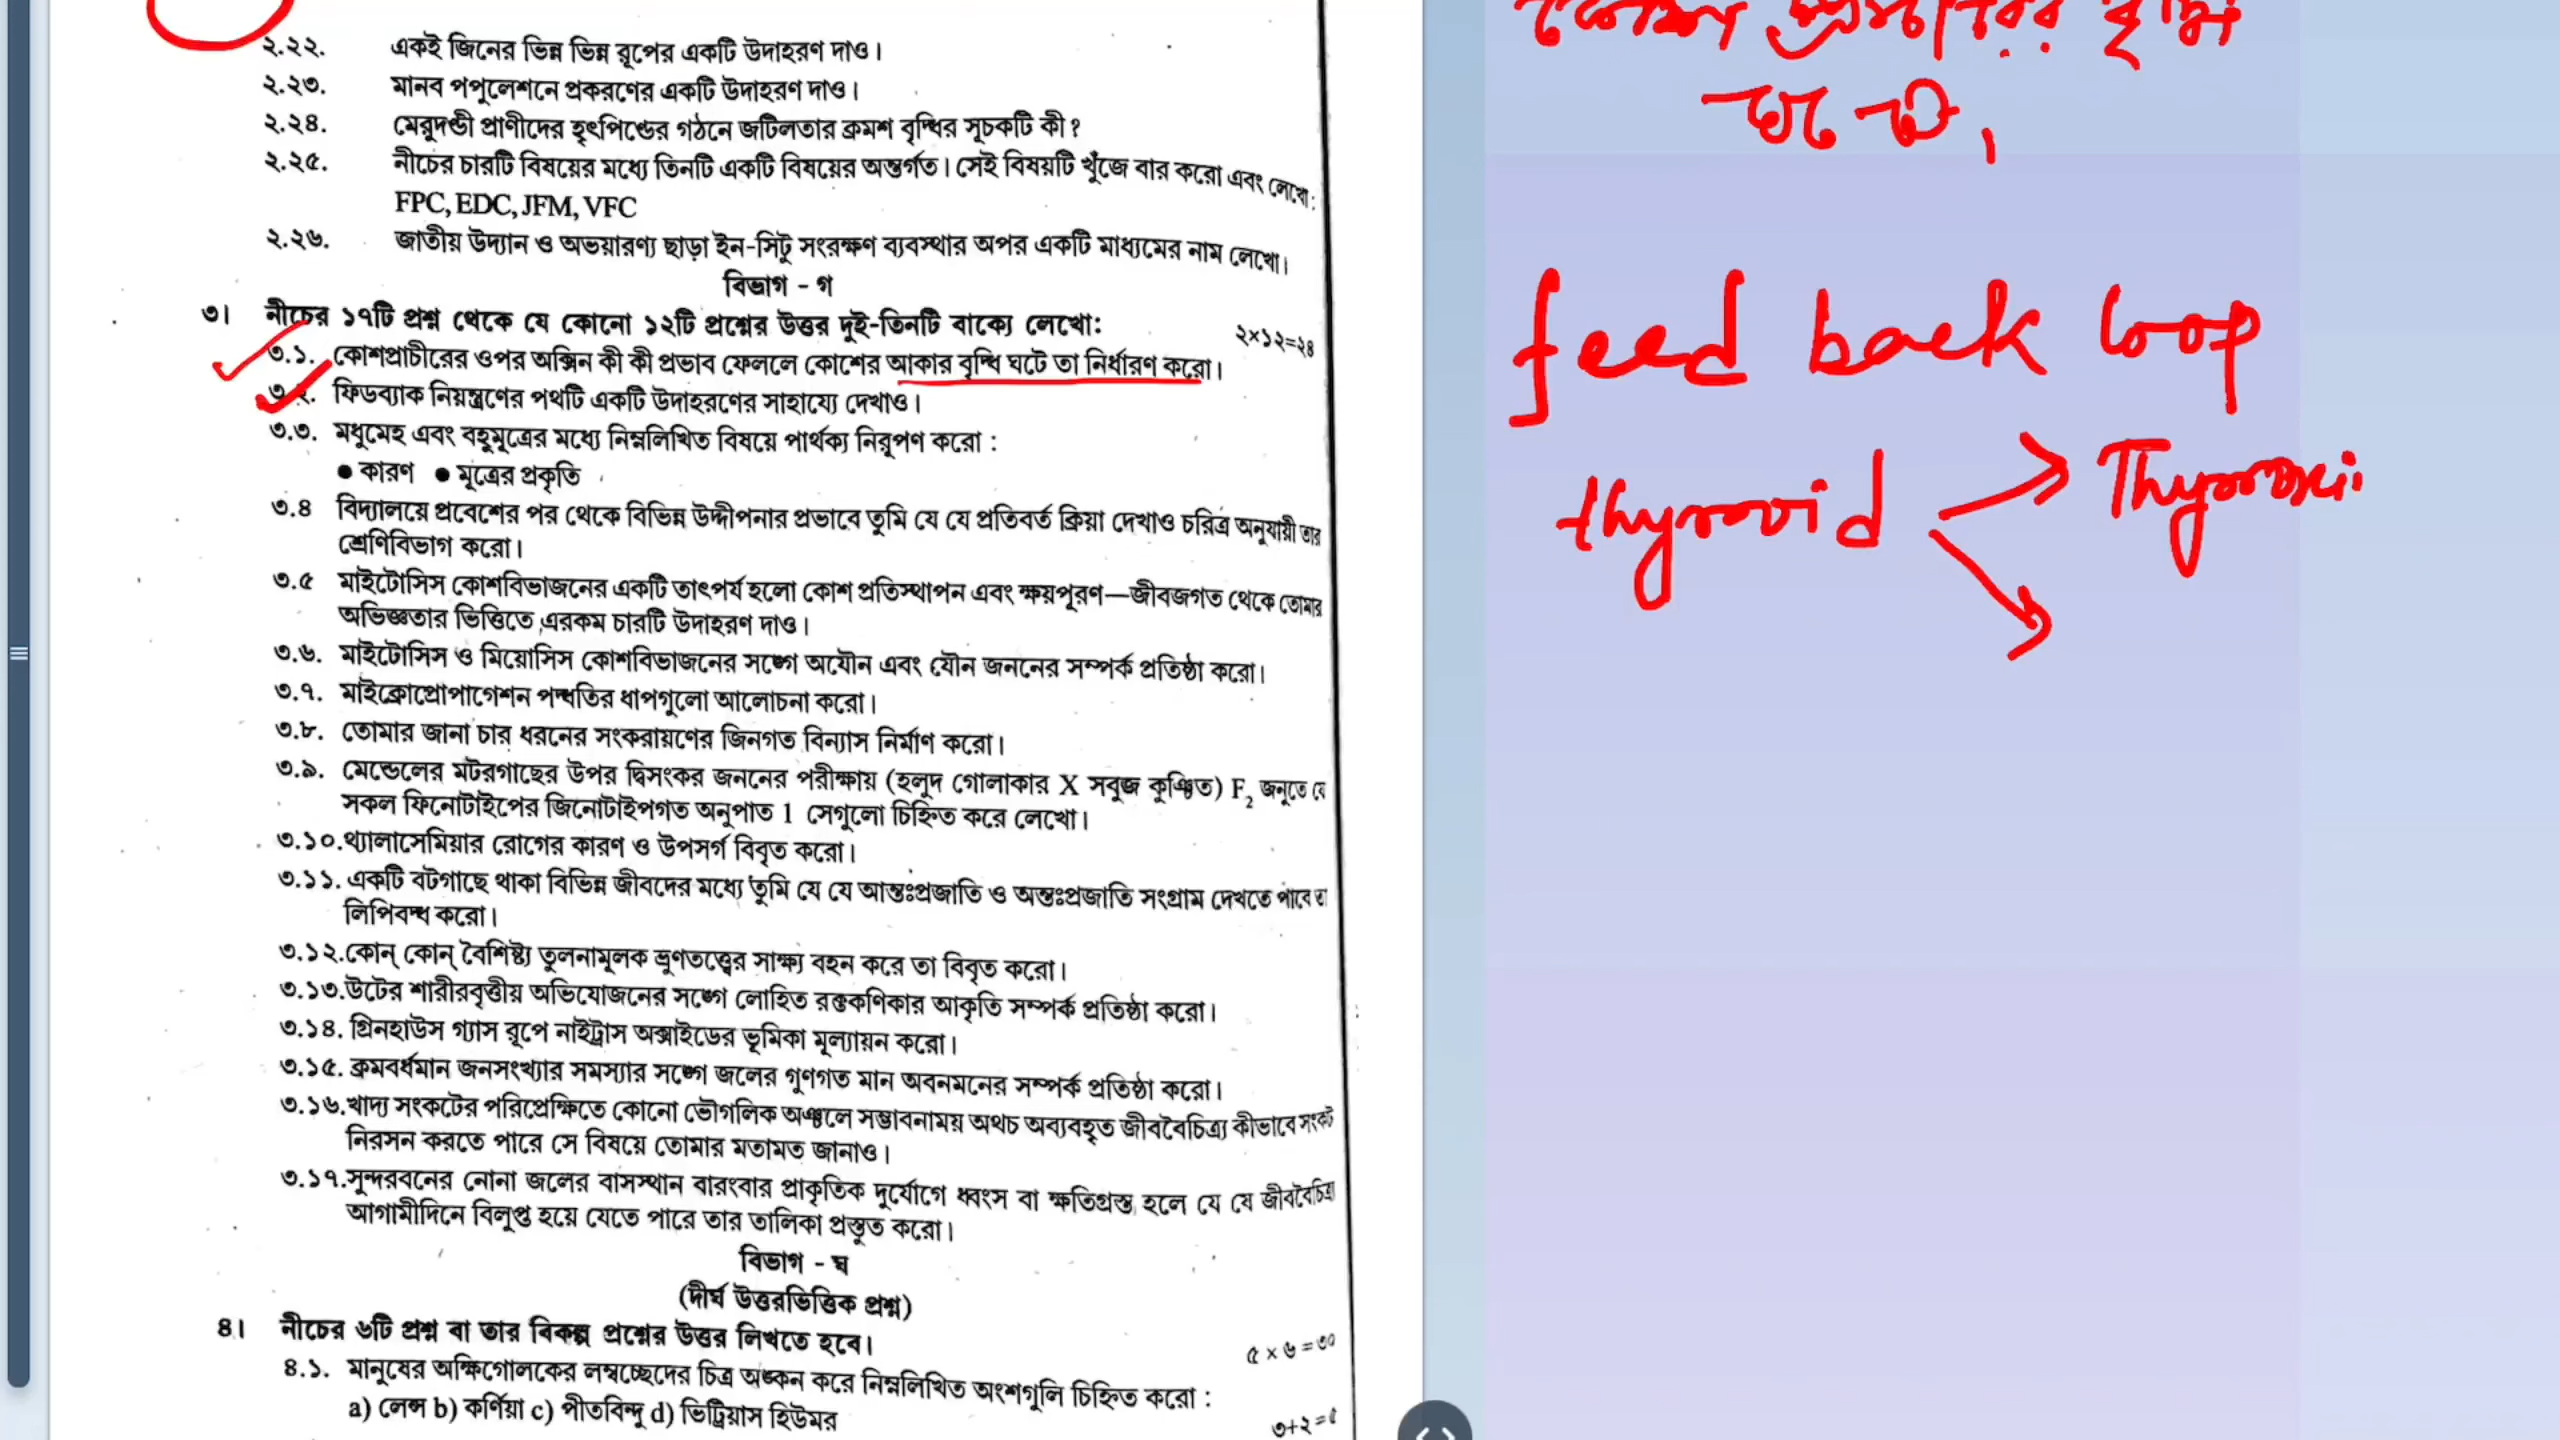 ২.২২. একই জিনের ভিন্ন ভিন্ন রূপের একটি উদাহরণ দাও।
২.২৩. মানব পপুলেশনে প্রকরণের একটি উদাহরণ দাও।
২.২৪. মেরুদণ্ডী প্রাণীদের হৃৎপিণ্ডের গঠনে জটিলতার ক্রমশ বৃদ্ধির সূচকটি কী?
২.২৫. নীচের চারটি বিষয়ের মধ্যে তিনটি একটি বিষয়ের অন্তর্গত। সেই বিষয়টি খুঁজে বার করো এবং লেখো:
FPC, EDC, JFM, VFC
২.২৬. জাতীয় উদ্যান ও অভয়ারণ্য ছাড়া ইন-সিটু সংরক্ষণ ব্যবস্থার অপর একটি মাধ্যমের নাম লেখো।
বিভাগ - গ
৩। নীচের ১৭টি প্রশ্ন থেকে যে কোনো ১২টি প্রশ্নের উত্তর দুই-তিনটি বাক্যে লেখো: ২×১২=২৪
৩.১. কোশপ্রাচীরের ওপর অক্সিন কী কী প্রভাব ফেললে কোশের আকার বৃদ্ধি ঘটে তা নির্ধারণ করো।
৩.২. ফিডব্যাক নিয়ন্ত্রণের পথটি একটি উদাহরণের সাহায্যে দেখাও।
৩.৩. মধুমেহ এবং বহুমূত্রের মধ্যে নিম্নলিখিত বিষয়ে পার্থক্য নিরূপণ করো :
● কারণ ● মূত্রের প্রকৃতি
৩.৪ বিদ্যালয়ে প্রবেশের পর থেকে বিভিন্ন উদ্দীপনার প্রভাবে তুমি যে যে প্রতিবর্ত ক্রিয়া দেখাও চরিত্র অনুযায়ী তার
শ্রেণিবিভাগ করো।
৩.৫ মাইটোসিস কোশবিভাজনের একটি তাৎপর্য হলো কোশ প্রতিস্থাপন এবং ক্ষয়পূরণ—জীবজগত থেকে তোমার
অভিজ্ঞতার ভিত্তিতে এরকম চারটি উদাহরণ দাও।
৩.৬. মাইটোসিস ও মিয়োসিস কোশবিভাজনের সঙ্গে অযৌন এবং যৌন জননের সম্পর্ক প্রতিষ্ঠা করো।
৩.৭. মাইক্রোপ্রোপাগেশন পদ্ধতির ধাপগুলো আলোচনা করো।
৩.৮. তোমার জানা চার ধরনের সংকরায়ণের জিনগত বিন্যাস নির্মাণ করো।
৩.৯. মেন্ডেলের মটরগাছের উপর দ্বিসংকর জননের পরীক্ষায় (হলুদ গোলাকার X সবুজ কুঞ্চিত) F₂ জনুতে যে
সকল ফিনোটাইপের জিনোটাইপগত অনুপাত 1 সেগুলো চিহ্নিত করে লেখো।
৩.১০.থ্যালাসেমিয়ার রোগের কারণ ও উপসর্গ বিবৃত করো।
৩.১১. একটি বটগাছে থাকা বিভিন্ন জীবদের মধ্যে তুমি যে যে আন্তঃপ্রজাতি ও অন্তঃপ্রজাতি সংগ্রাম দেখতে পাবে তা
লিপিবদ্ধ করো।
৩.১২.কোন্ কোন্ বৈশিষ্ট্য তুলনামূলক ভ্রূণতত্ত্বের সাক্ষ্য বহন করে তা বিবৃত করো।
৩.১৩.উটের শারীরবৃত্তীয় অভিযোজনের সঙ্গে লোহিত রক্তকণিকার আকৃতি সম্পর্ক প্রতিষ্ঠা করো।
৩.১৪. গ্রিনহাউস গ্যাস রূপে নাইট্রাস অক্সাইডের ভূমিকা মূল্যায়ন করো।
৩.১৫. ক্রমবর্ধমান জনসংখ্যার সমস্যার সঙ্গে জলের গুণগত মান অবনমনের সম্পর্ক প্রতিষ্ঠা করো।
৩.১৬.খাদ্য সংকটের পরিপ্রেক্ষিতে কোনো ভৌগলিক অঞ্চলে সম্ভাবনাময় অথচ অব্যবহৃত জীববৈচিত্র্য কীভাবে সংকট
নিরসন করতে পারে সে বিষয়ে তোমার মতামত জানাও।
৩.১৭.সুন্দরবনের নোনা জলের বাসস্থান বারংবার প্রাকৃতিক দুর্যোগে ধ্বংস বা ক্ষতিগ্রস্ত হলে যে যে জীববৈচিত্র্য
আগামীদিনে বিলুপ্ত হয়ে যেতে পারে তার তালিকা প্রস্তুত করো।
বিভাগ - ঘ
(দীর্ঘ উত্তরভিত্তিক প্রশ্ন)
৪। নীচের ৬টি প্রশ্ন বা তার বিকল্প প্রশ্নের উত্তর লিখতে হবে। ৫ × ৬ = ৩০
৪.১. মানুষের অক্ষিগোলকের লম্বচ্ছেদের চিত্র অঙ্কন করে নিম্নলিখিত অংশগুলি চিহ্নিত করো :
a) লেন্স b) কর্ণিয়া c) পীতবিন্দু d) ভিট্রিয়াস হিউমর ৩+২=৫
feed back loop
thyroid